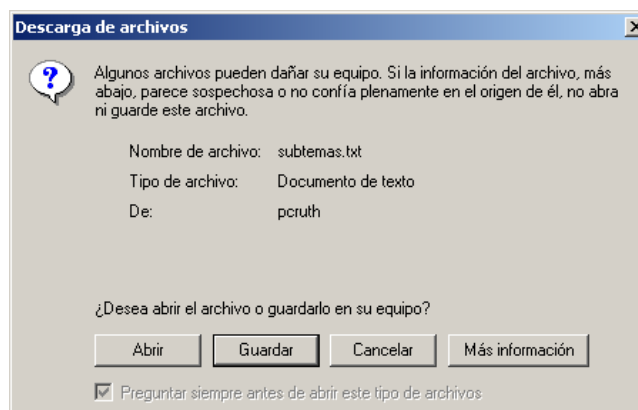 Descarga de archivos
Algunos archivos pueden dañar su equipo. Si la información del archivo, más
abajo, parece sospechosa o no confía plenamente en el origen de él, no abra
ni guarde este archivo.
Nombre de archivo: subtemas.txt
Tipo de archivo: Documento de texto
De: pcruth
¿Desea abrir el archivo o guardarlo en su equipo?
Abrir Guardar Cancelar Más información
Preguntar siempre antes de abrir este tipo de archivos